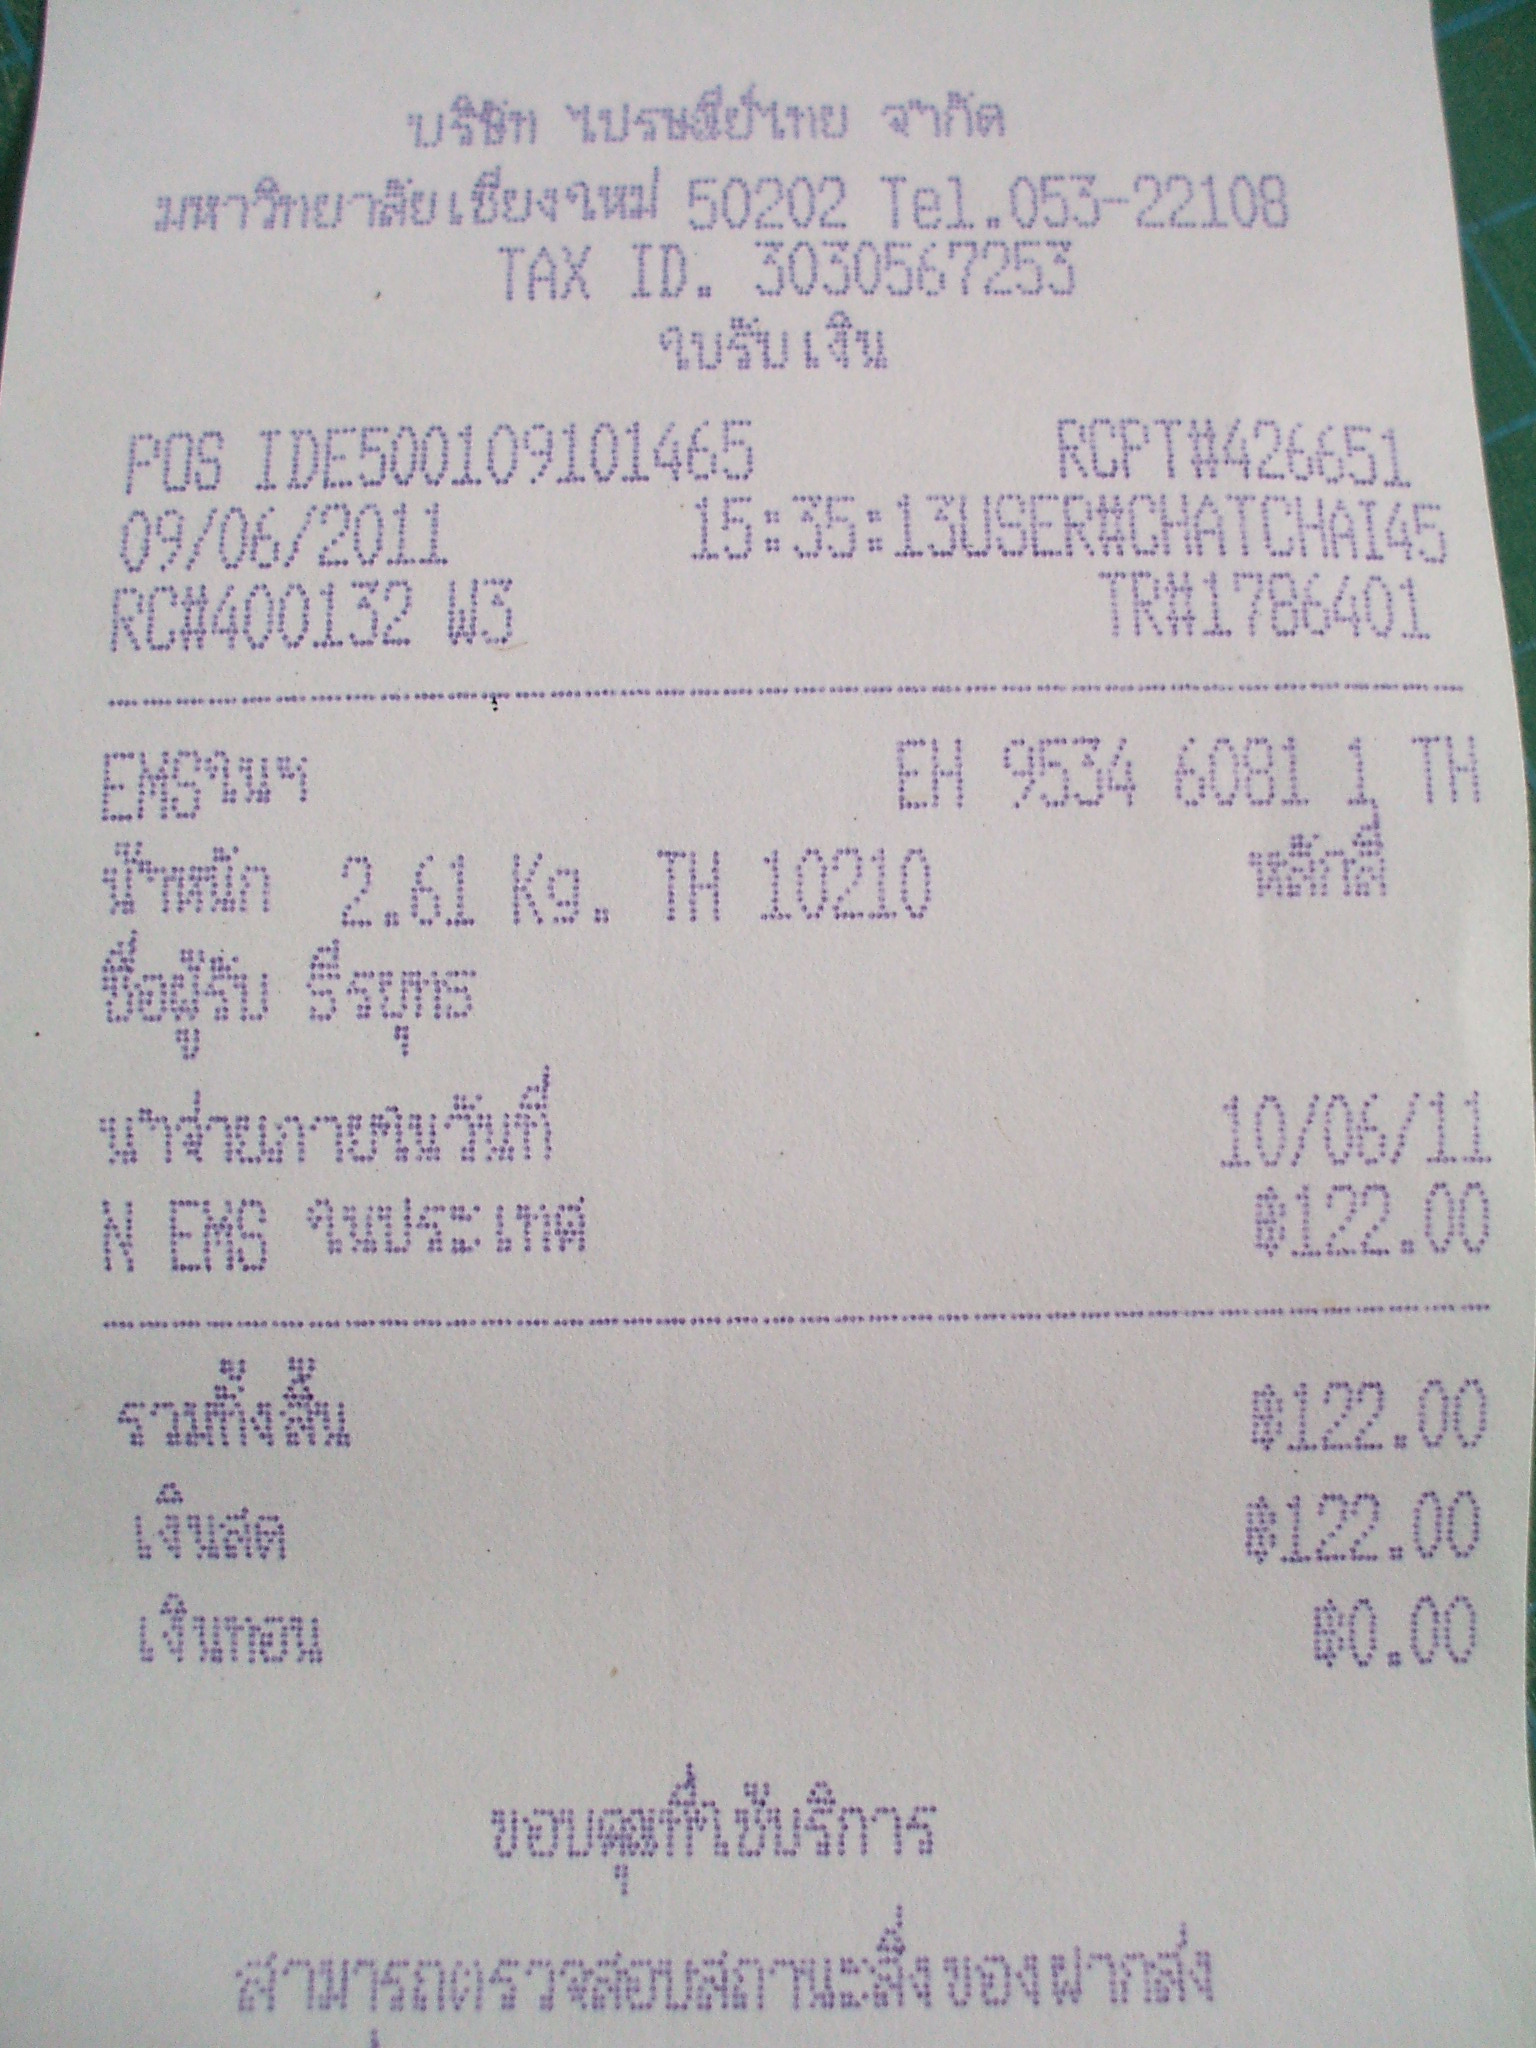 บริษัท ไปรษณีย์ไทย จำกัด
มหาวิทยาลัยเชียงใหม่ 50202 Tel.053-22108
TAX ID. 3030567253
ใบรับเงิน
POS IDE500109101465 RCPT#426651
09/06/2011 15:35:13USER#CHATCHAI45
RC#400132 W3 TR#1786401
EMSในฯ EH 9534 6081 1 TH
น้ำหนัก 2.61 Kg. TH 10210 หลักสี่
ชื่อผู้รับ ธีรยุทธ
นำจ่ายภายในวันที่ 10/06/11
N EMS ในประเทศ ฿122.00
รวมทั้งสิ้น ฿122.00
เงินสด ฿122.00
เงินทอน ฿0.00
ขอบคุณที่ใช้บริการ
สามารถตรวจสอบสถานะสิ่งของฝากส่ง